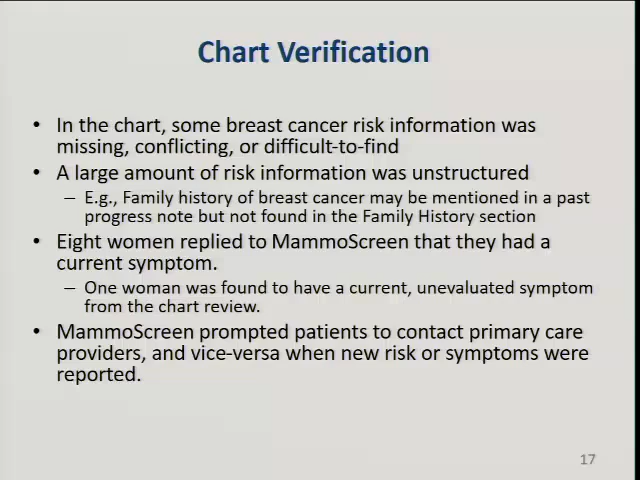 Chart Verification
• In the chart, some breast cancer risk information was
missing, conflicting, or difficult-to-find
• A large amount of risk information was unstructured
– E.g., Family history of breast cancer may be mentioned in a past
progress note but not found in the Family History section
• Eight women replied to MammoScreen that they had a
current symptom.
– One woman was found to have a current, unevaluated symptom
from the chart review.
• MammoScreen prompted patients to contact primary care
providers, and vice-versa when new risk or symptoms were
reported.
17